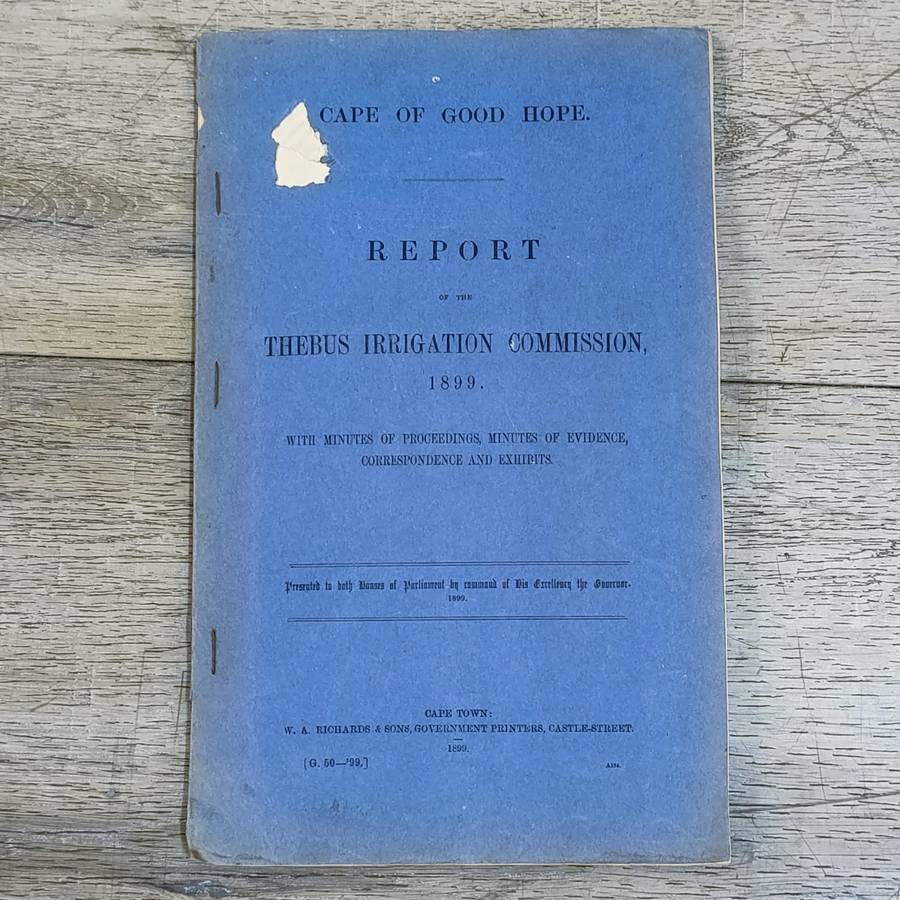 CAPE OF GOOD HOPE.
REPORT
OF THE
THEBUS IRRIGATION COMMISSION,
1899.
WITH MINUTES OF PROCEEDINGS, MINUTES OF EVIDENCE,
CORRESPONDENCE AND EXHIBITS.
Presented to both Houses of Parliament by command of His Excellency the Governor.
1899.
CAPE TOWN:
W. A. RICHARDS & SONS, GOVERNMENT PRINTERS, CASTLE-STREET.
1899.
[G. 50—'99.]